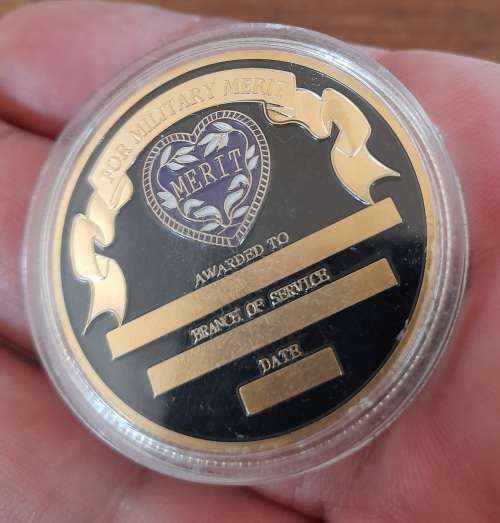 FOR MILITARY MERIT
MERIT
AWARDED TO
BRANCH OF SERVICE
DATE